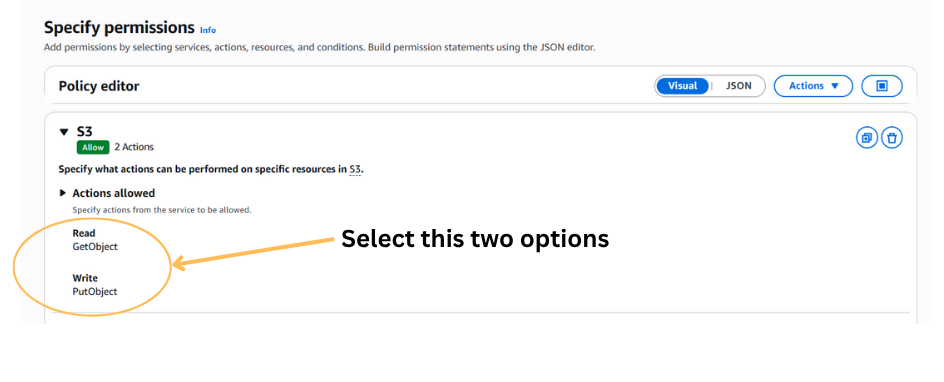 Specify permissions Info
Add permissions by selecting services, actions, resources, and conditions. Build permission statements using the JSON editor.
Policy editor
Visual JSON Actions
S3
Allow 2 Actions
Specify what actions can be performed on specific resources in S3.
Actions allowed
Specify actions from the service to be allowed.
Read
GetObject
Select this two options
Write
PutObject